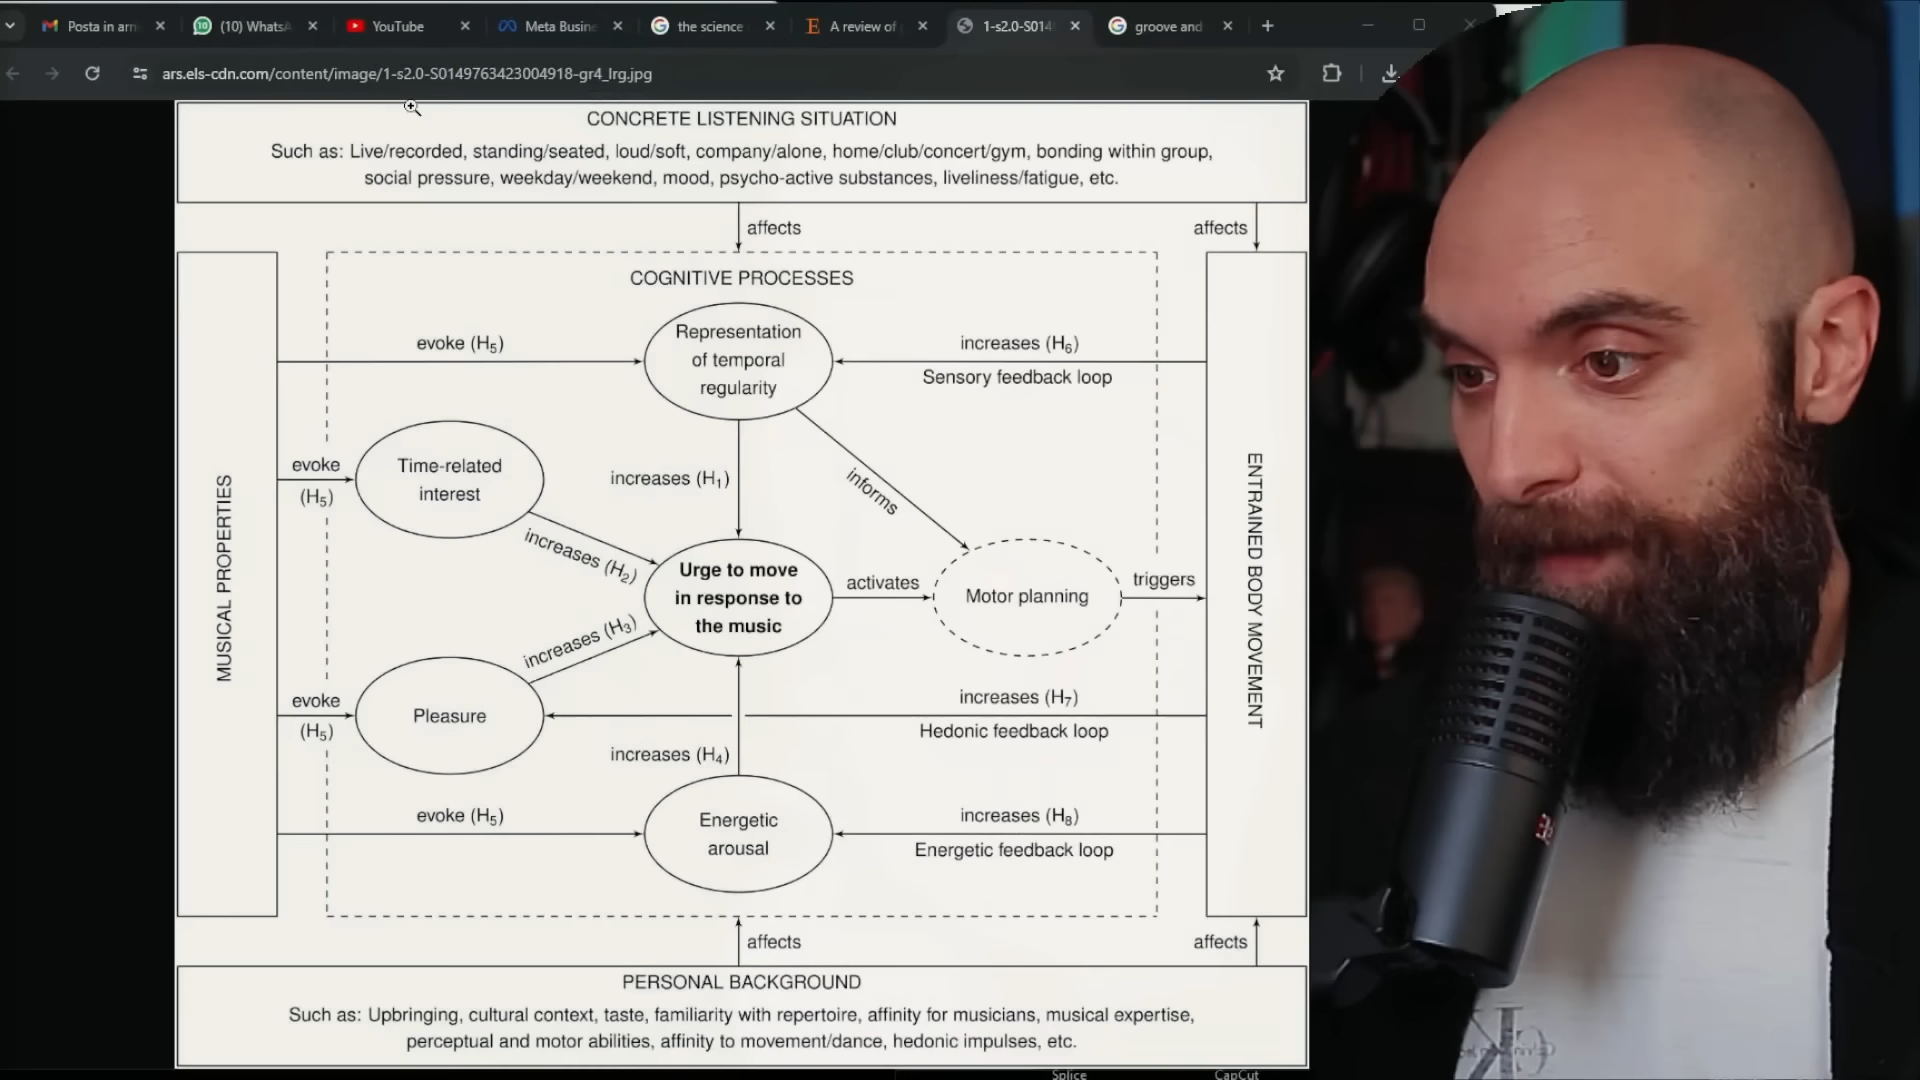 Posta in arri
(10) WhatsA
YouTube
Meta Busine
the science
A review of
1-s2.0-S014
groove and
ars.els-cdn.com/content/image/1-s2.0-S0149763423004918-gr4_lrg.jpg
CONCRETE LISTENING SITUATION
Such as: Live/recorded, standing/seated, loud/soft, company/alone, home/club/concert/gym, bonding within group,
social pressure, weekday/weekend, mood, psycho-active substances, liveliness/fatigue, etc.
affects
affects
COGNITIVE PROCESSES
MUSICAL PROPERTIES
evoke (H5)
Representation
of temporal
regularity
increases (H6)
Sensory feedback loop
evoke
(H5)
Time-related
interest
increases (H1)
informs
increases (H2)
Urge to move
in response to
the music
activates
Motor planning
triggers
ENTRAINED BODY MOVEMENT
increases (H3)
evoke
(H5)
Pleasure
increases (H7)
Hedonic feedback loop
increases (H4)
evoke (H5)
Energetic
arousal
increases (H8)
Energetic feedback loop
affects
affects
PERSONAL BACKGROUND
Such as: Upbringing, cultural context, taste, familiarity with repertoire, affinity for musicians, musical expertise,
perceptual and motor abilities, affinity to movement/dance, hedonic impulses, etc.
Splice
CapCut